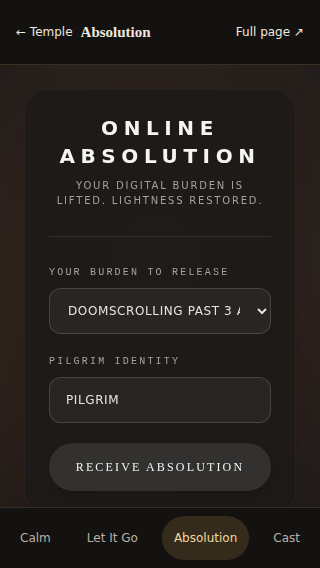 ← Temple Absolution Full page ↗
ONLINE
ABSOLUTION
YOUR DIGITAL BURDEN IS
LIFTED. LIGHTNESS RESTORED.
YOUR BURDEN TO RELEASE
DOOMSCROLLING PAST 3
PILGRIM IDENTITY
PILGRIM
RECEIVE ABSOLUTION
Calm Let It Go Absolution Cast